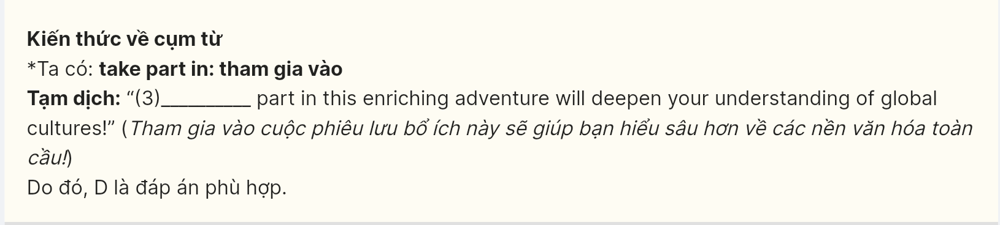 Kiến thức về cụm từ
*Ta có: take part in: tham gia vào
Tạm dịch: “(3)__________ part in this enriching adventure will deepen your understanding of global
cultures!” (Tham gia vào cuộc phiêu lưu bổ ích này sẽ giúp bạn hiểu sâu hơn về các nền văn hóa toàn
cầu!)
Do đó, D là đáp án phù hợp.